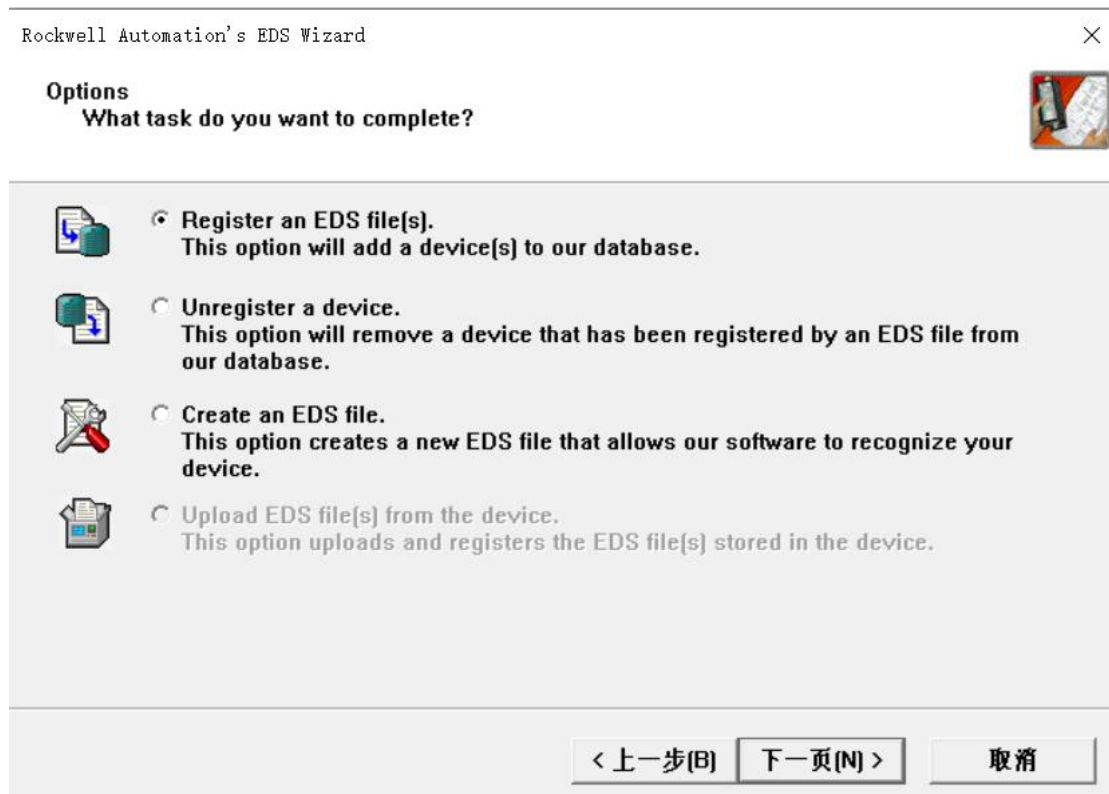 Rockwell Automation's EDS Wizard
Options
What task do you want to complete?
Register an EDS file(s).
This option will add a device(s) to our database.
Unregister a device.
This option will remove a device that has been registered by an EDS file from
our database.
Create an EDS file.
This option creates a new EDS file that allows our software to recognize your
device.
Upload EDS file(s) from the device.
This option uploads and registers the EDS file(s) stored in the device.
< 上一步(B) 下一页(N) > 取消